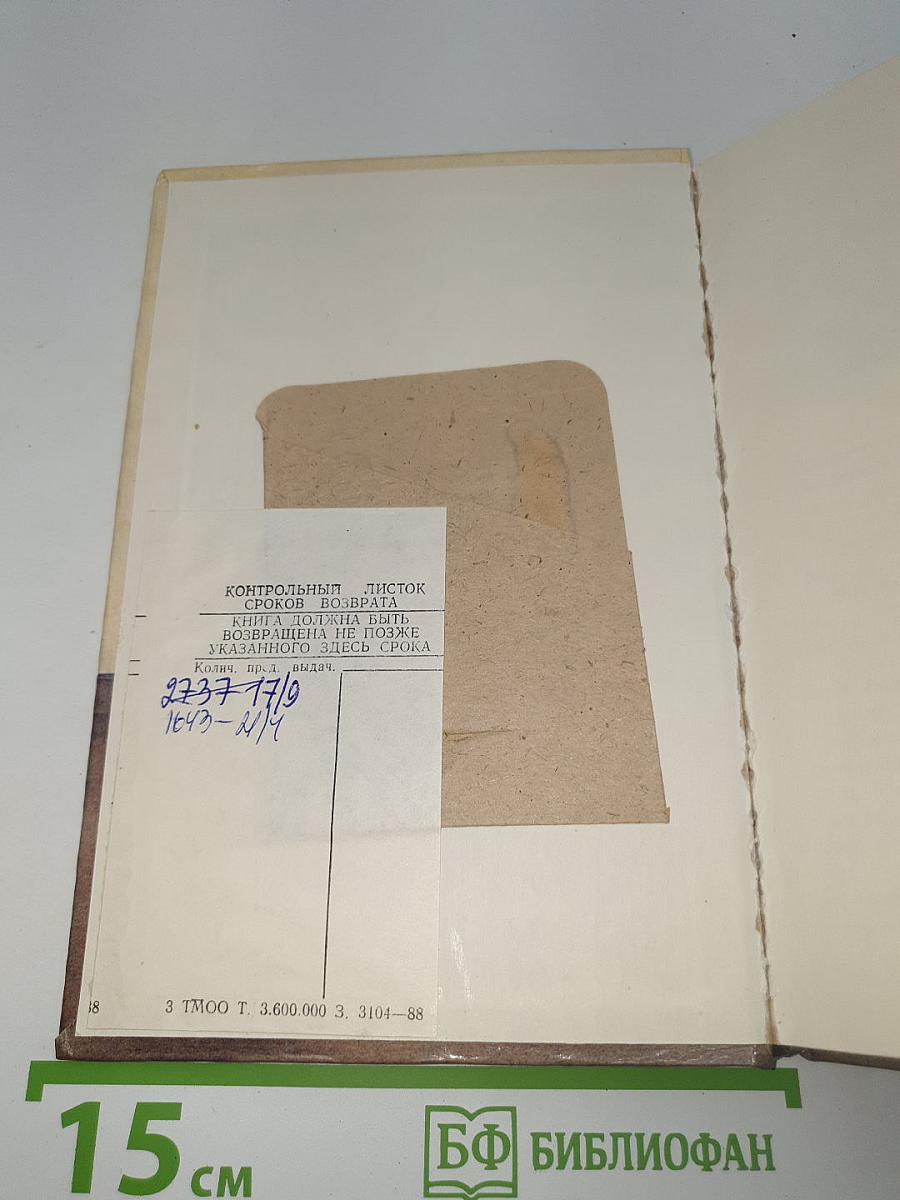 КОНТРОЛЬНЫЙ ЛИСТОК
СРОКОВ ВОЗВРАТА
КНИГА ДОЛЖНА БЫТЬ
ВОЗВРАЩЕНА НЕ ПОЗЖЕ
УКАЗАННОГО ЗДЕСЬ СРОКА
Колич. пред. выдач.
2737 17/9
1643 - 21/4
88 3 ТМОО Т. 3.600.000 З. 3104—88
15 см
БФ БИБЛИОФАН